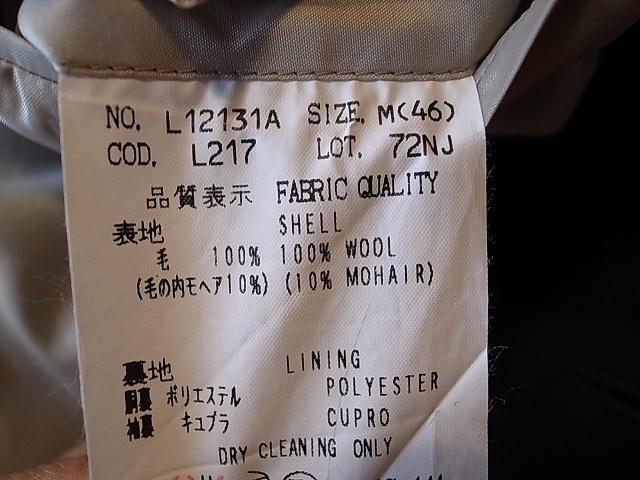 NO. L12131A SIZE. M(46)
COD. L217 LOT. 72NJ
品質表示 FABRIC QUALITY
表地 SHELL
毛 100% 100% WOOL
(毛の内モヘア10%) (10% MOHAIR)
裏地 LINING
胴裏 ポリエステル POLYESTER
袖裏 キュプラ CUPRO
DRY CLEANING ONLY